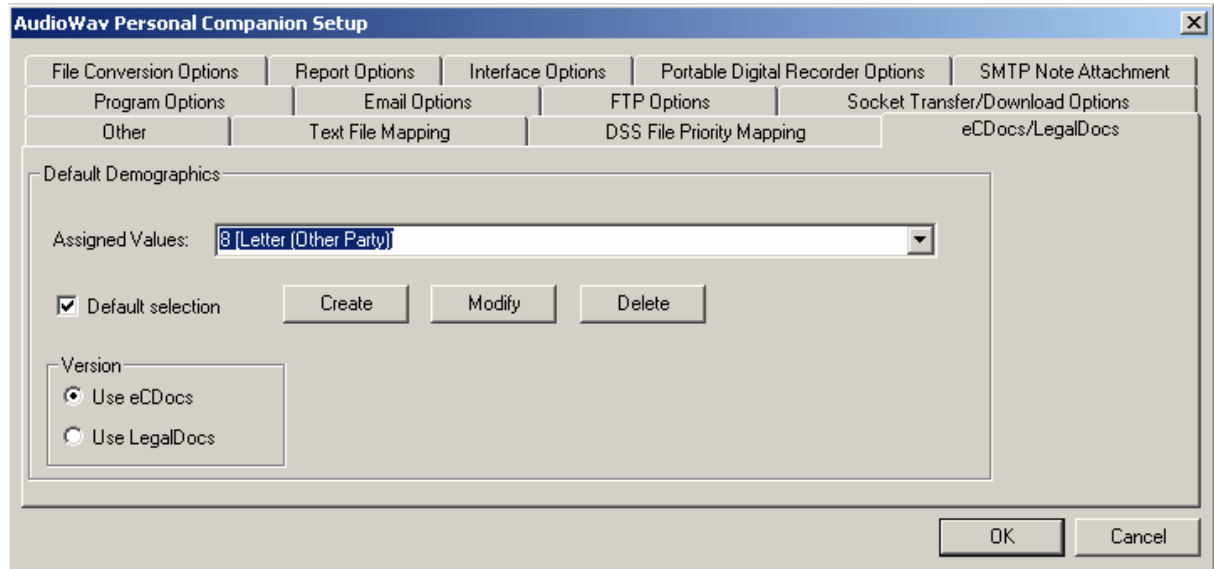 AudioWav Personal Companion Setup
File Conversion Options Report Options Interface Options Portable Digital Recorder Options SMTP Note Attachment
Program Options Email Options FTP Options Socket Transfer/Download Options
Other Text File Mapping DSS File Priority Mapping eCDocs/LegalDocs
Default Demographics
Assigned Values: 8 [Letter (Other Party)]
Default selection Create Modify Delete
Version
Use eCDocs
Use LegalDocs
OK Cancel